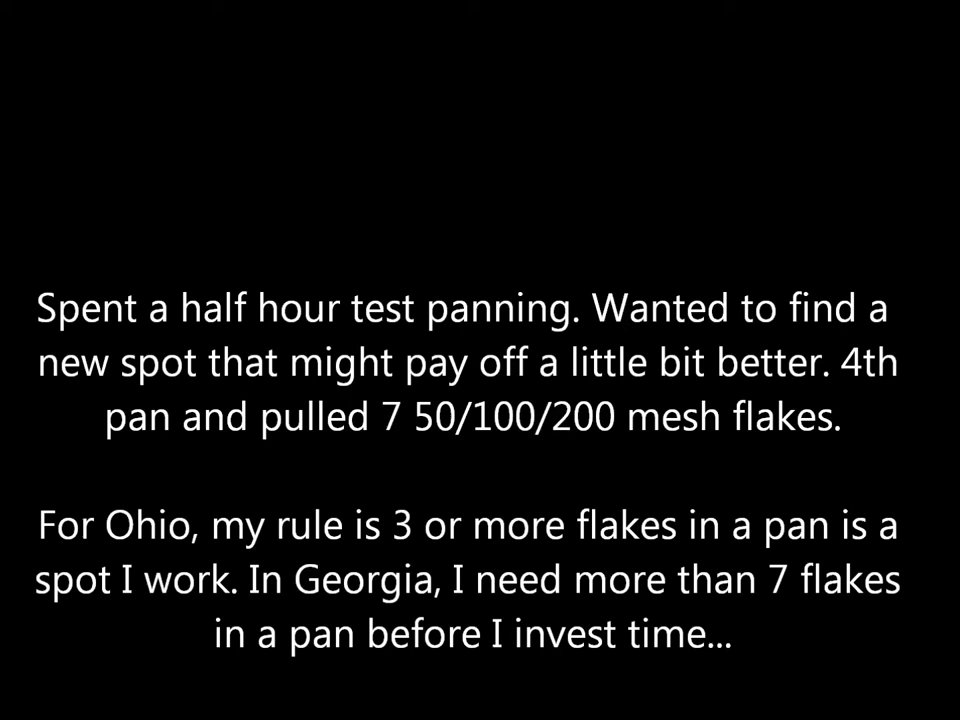 Spent a half hour test panning. Wanted to find a
new spot that might pay off a little bit better. 4th
pan and pulled 7 50/100/200 mesh flakes.
For Ohio, my rule is 3 or more flakes in a pan is a
spot I work. In Georgia, I need more than 7 flakes
in a pan before I invest time...